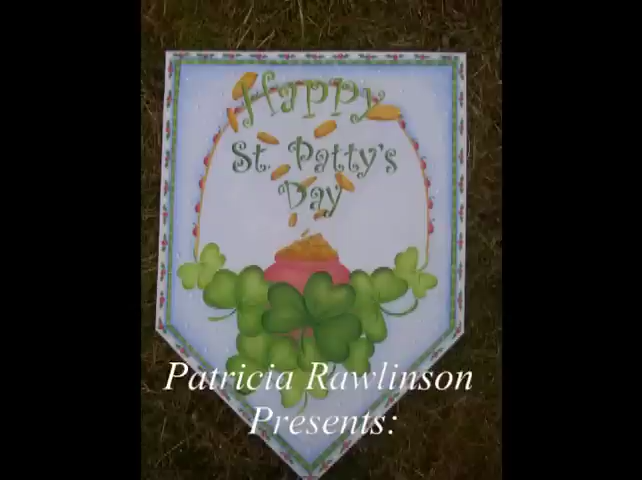 Happy
St. Patty's
Day
Patricia Rawlinson
Presents: